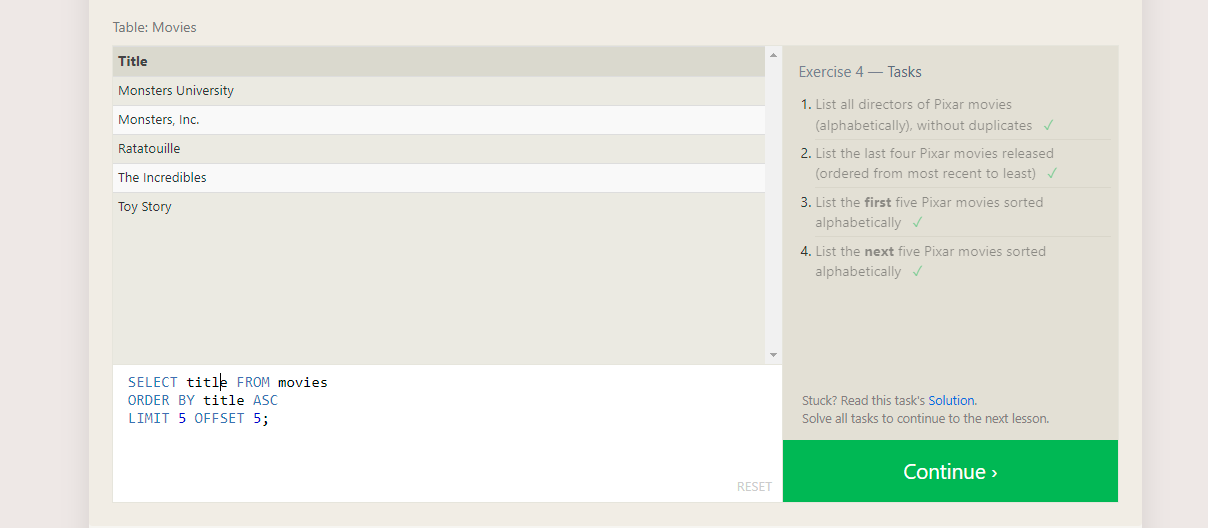 Table: Movies
Title
Monsters University
Monsters, Inc.
Ratatouille
The Incredibles
Toy Story
SELECT title FROM movies
ORDER BY title ASC
LIMIT 5 OFFSET 5;
RESET
Exercise 4 — Tasks
1. List all directors of Pixar movies
(alphabetically), without duplicates ✓
2. List the last four Pixar movies released
(ordered from most recent to least) ✓
3. List the first five Pixar movies sorted
alphabetically ✓
4. List the next five Pixar movies sorted
alphabetically ✓
Stuck? Read this task's Solution.
Solve all tasks to continue to the next lesson.
Continue ›